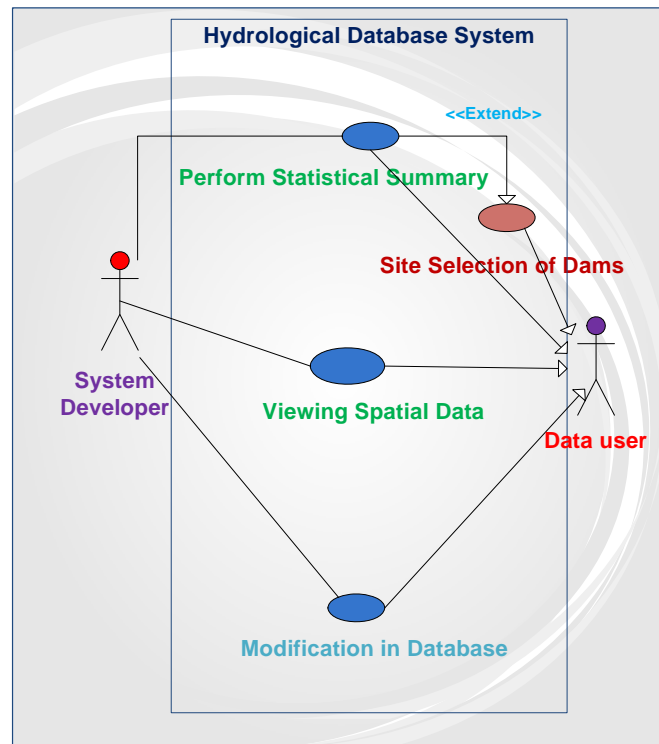 Hydrological Database System
<<Extend>>
Perform Statistical Summary
Site Selection of Dams
System
Developer
Viewing Spatial Data
Data user
Modification in Database